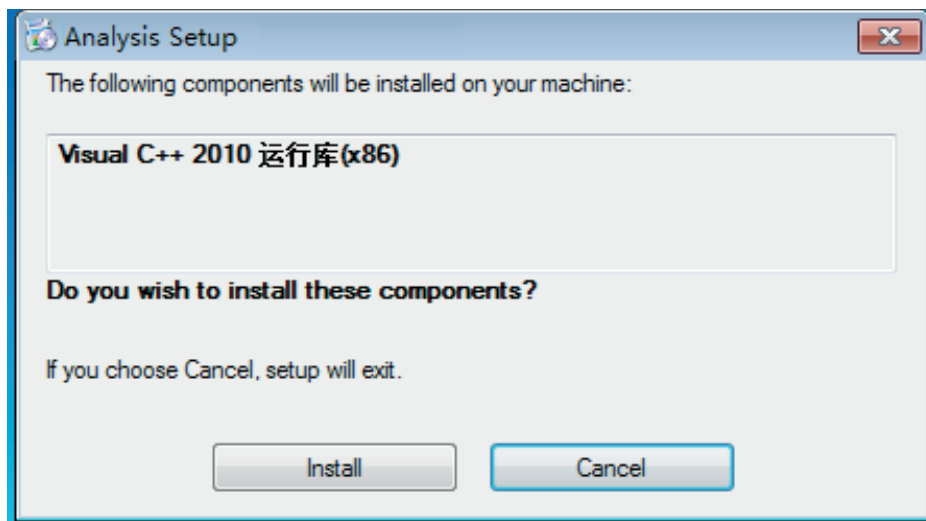 Analysis Setup
The following components will be installed on your machine:
Visual C++ 2010 运行库(x86)
Do you wish to install these components?
If you choose Cancel, setup will exit.
Install
Cancel